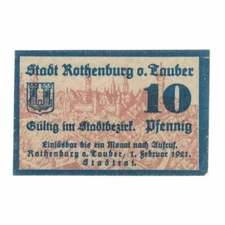 Stadt Rothenburg o. Tauber
10
Gültig im Stadtbezirk. Pfennig
Einlösbar bis ein Monat nach Aufruf.
Rothenburg o. Tauber, 1. Februar 1921.
Stadtrat.